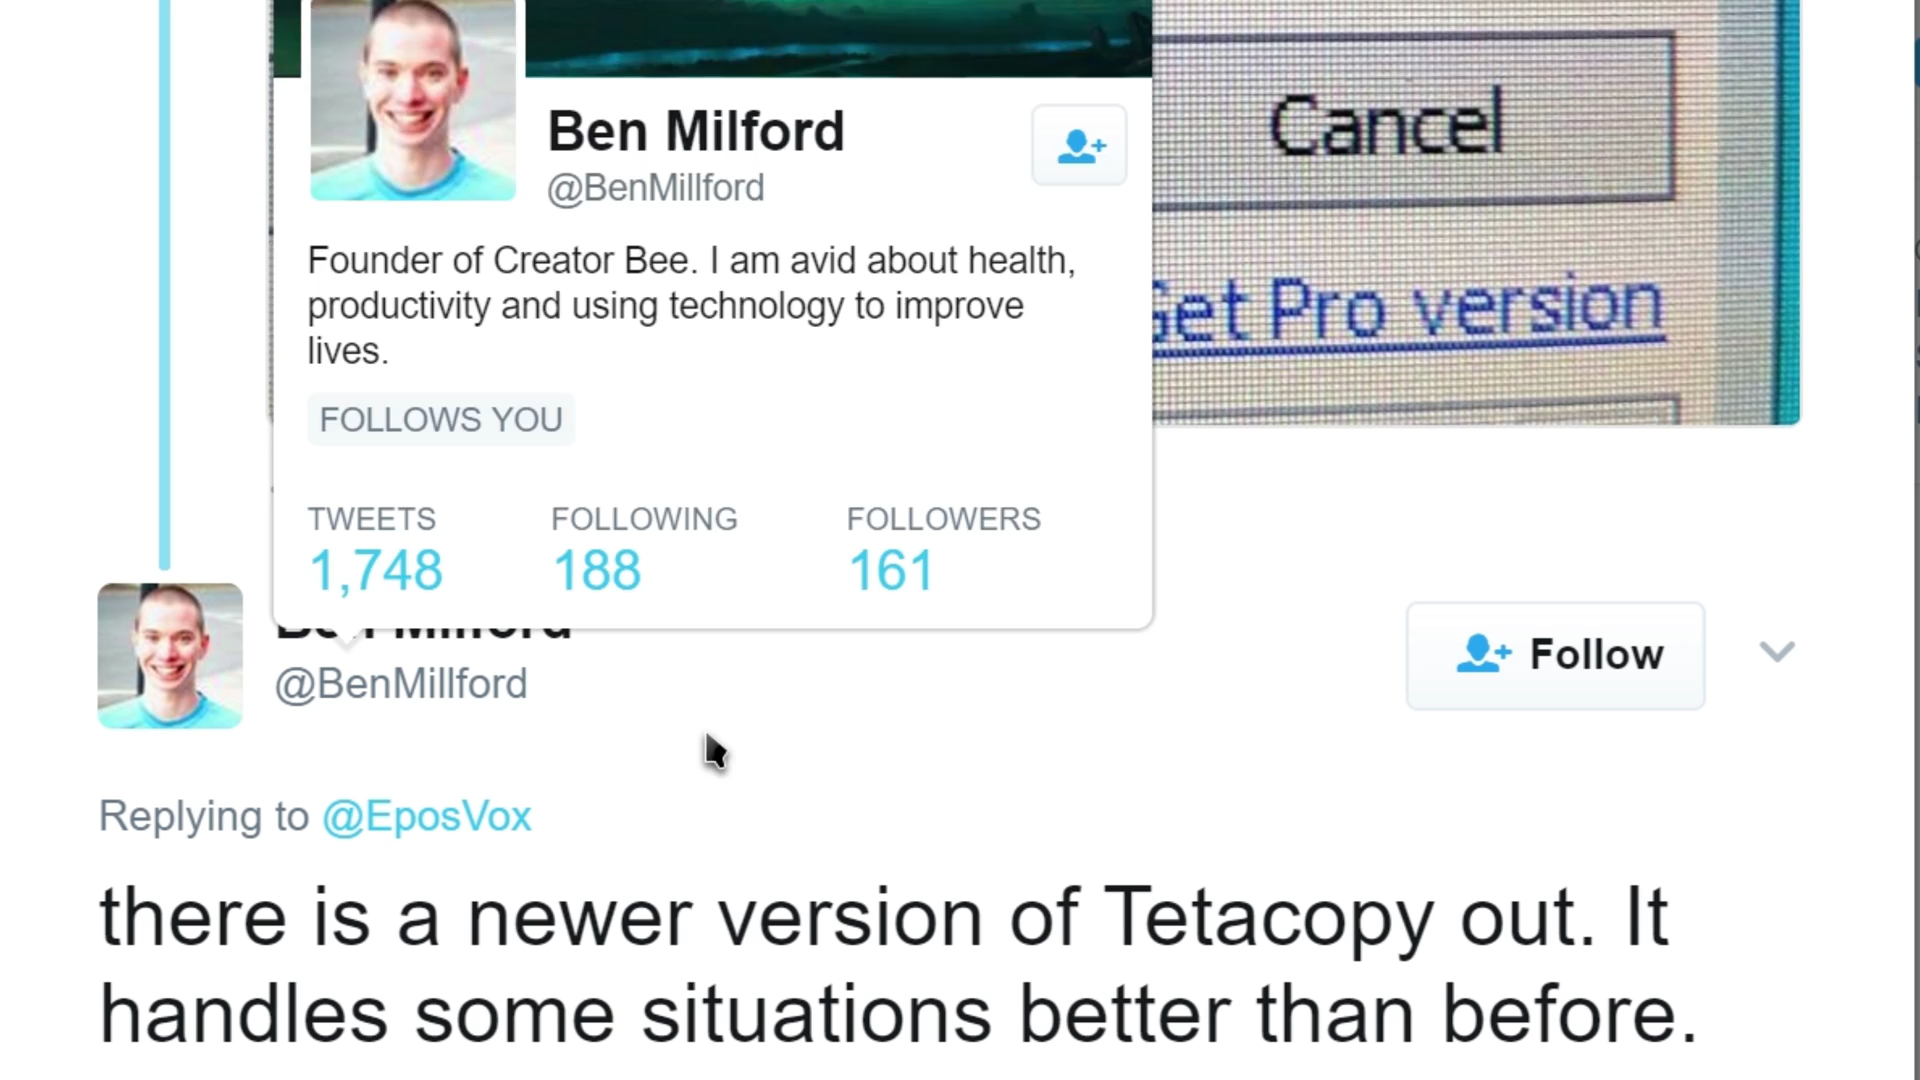 Ben Milford
@BenMillford
Founder of Creator Bee. I am avid about health,
productivity and using technology to improve
lives.
FOLLOWS YOU
TWEETS FOLLOWING FOLLOWERS
1,748 188 161
Cancel
Get Pro version
Ben Milford
@BenMillford
Follow
Replying to @EposVox
there is a newer version of Tetacopy out. It
handles some situations better than before.